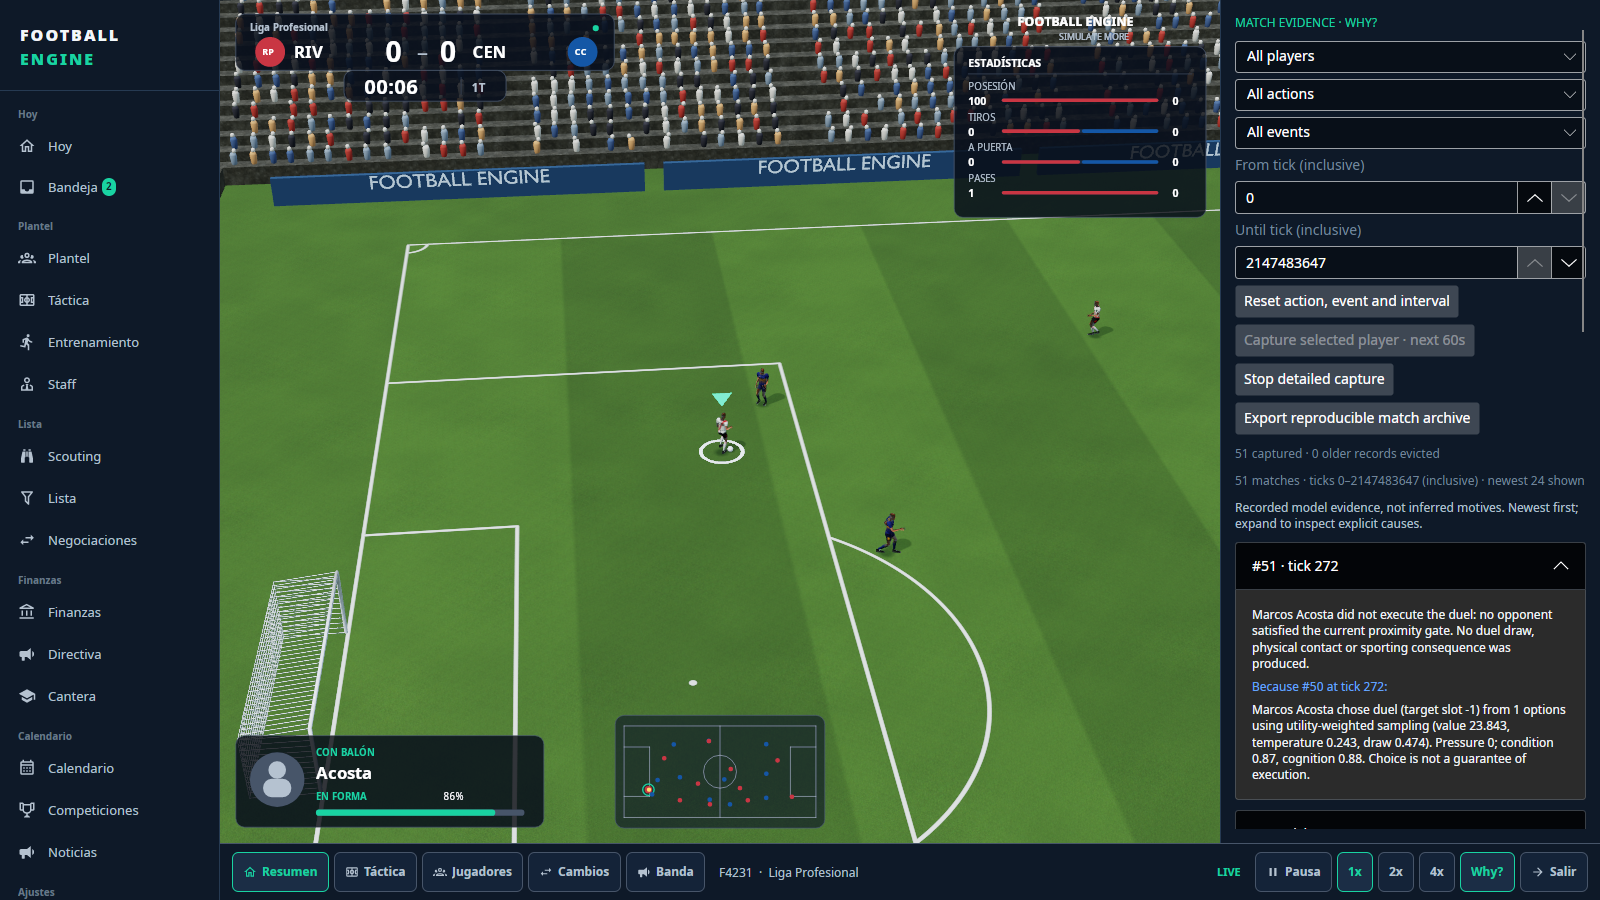 FOOTBALL
ENGINE
Hoy
Hoy
Bandeja 2
Plantel
Plantel
Táctica
Entrenamiento
Staff
Lista
Scouting
Lista
Negociaciones
Finanzas
Finanzas
Directiva
Cantera
Calendario
Calendario
Competiciones
Noticias
Ajustes
Liga Profesional
RP RIV 0 – 0 CEN CC
00:06 1T
FOOTBALL ENGINE
SIMULATE MORE
ESTADÍSTICAS
POSESIÓN
100 0
TIROS
0 0
A PUERTA
0 0
PASES
1 0
FOOTBALL ENGINE
FOOTBALL ENGINE
FOOTBALL
CON BALÓN
Acosta
EN FORMA 86%
Resumen
Táctica
Jugadores
Cambios
Banda
F4231 · Liga Profesional
LIVE
Pausa
1x
2x
4x
Why?
Salir
MATCH EVIDENCE · WHY?
All players
All actions
All events
From tick (inclusive)
0
Until tick (inclusive)
2147483647
Reset action, event and interval
Capture selected player · next 60s
Stop detailed capture
Export reproducible match archive
51 captured · 0 older records evicted
51 matches · ticks 0–2147483647 (inclusive) · newest 24 shown
Recorded model evidence, not inferred motives. Newest first;
expand to inspect explicit causes.
#51 · tick 272
Marcos Acosta did not execute the duel: no opponent
satisfied the current proximity gate. No duel draw,
physical contact or sporting consequence was
produced.
Because #50 at tick 272:
Marcos Acosta chose duel (target slot -1) from 1 options
using utility-weighted sampling (value 23.843,
temperature 0.243, draw 0.474). Pressure 0; condition
0.87, cognition 0.88. Choice is not a guarantee of
execution.